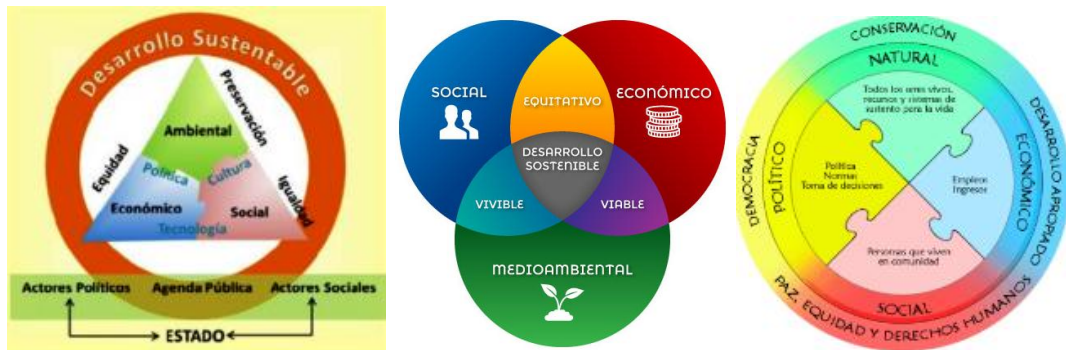 Desarrollo Sustentable
Preservación
Ambiental
Equidad
Política
Cultura
Igualdad
Económico
Social
Tecnología
Actores Políticos
Agenda Pública
Actores Sociales
ESTADO
SOCIAL
EQUITATIVO
ECONÓMICO
DESARROLLO
SOSTENIBLE
VIVIBLE
VIABLE
MEDIOAMBIENTAL
CONSERVACIÓN
NATURAL
Todos los seres vivos,
recursos y sistemas de
sustento para la vida
DEMOCRACIA
POLÍTICO
Política
Normas
Toma de decisiones
Empleos
Ingresos
ECONÓMICO
DESARROLLO APROPIADO
Personas que viven
en comunidad
SOCIAL
PAZ, EQUIDAD Y DERECHOS HUMANOS